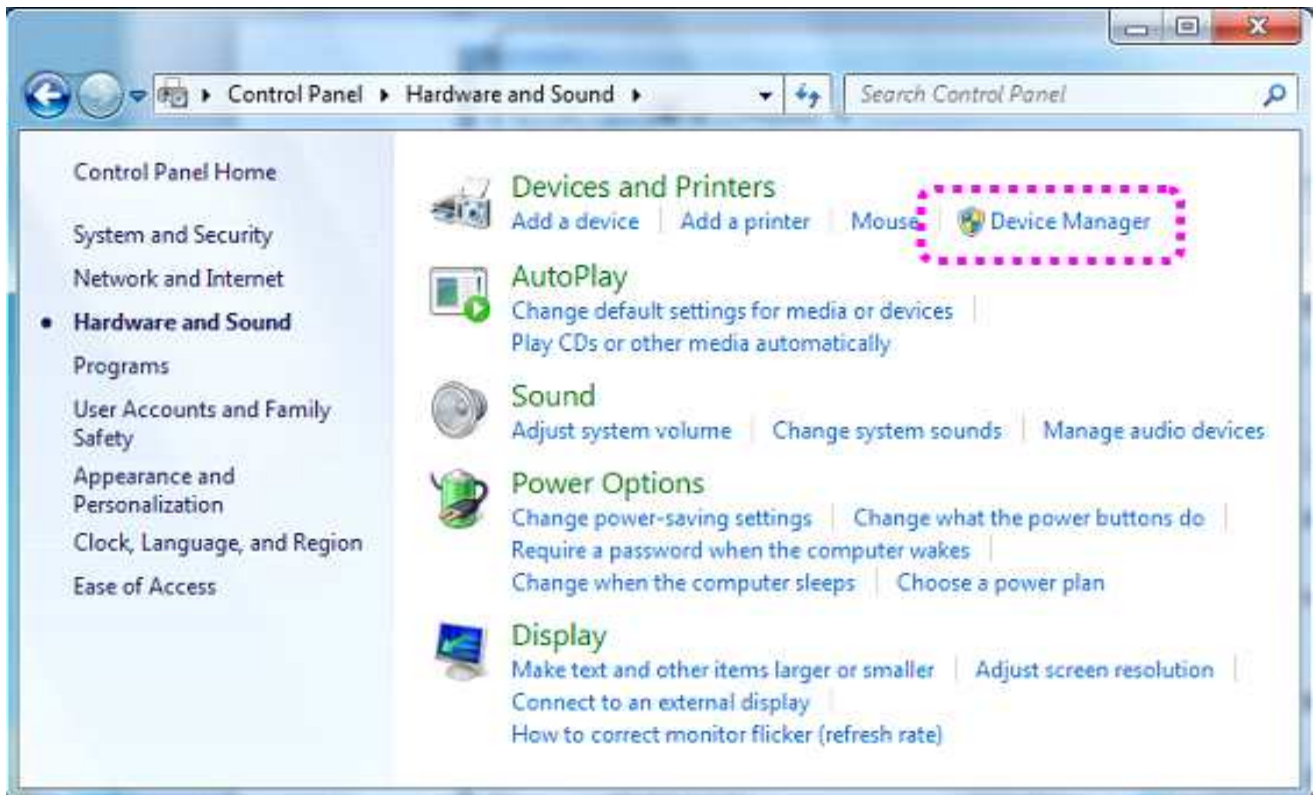 Control Panel Hardware and Sound Search Control Panel
Control Panel Home
System and Security
Network and Internet
Hardware and Sound
Programs
User Accounts and Family
Safety
Appearance and
Personalization
Clock, Language, and Region
Ease of Access
Devices and Printers
Add a device Add a printer Mouse Device Manager
AutoPlay
Change default settings for media or devices
Play CDs or other media automatically
Sound
Adjust system volume Change system sounds Manage audio devices
Power Options
Change power-saving settings Change what the power buttons do
Require a password when the computer wakes
Change when the computer sleeps Choose a power plan
Display
Make text and other items larger or smaller Adjust screen resolution
Connect to an external display
How to correct monitor flicker (refresh rate)